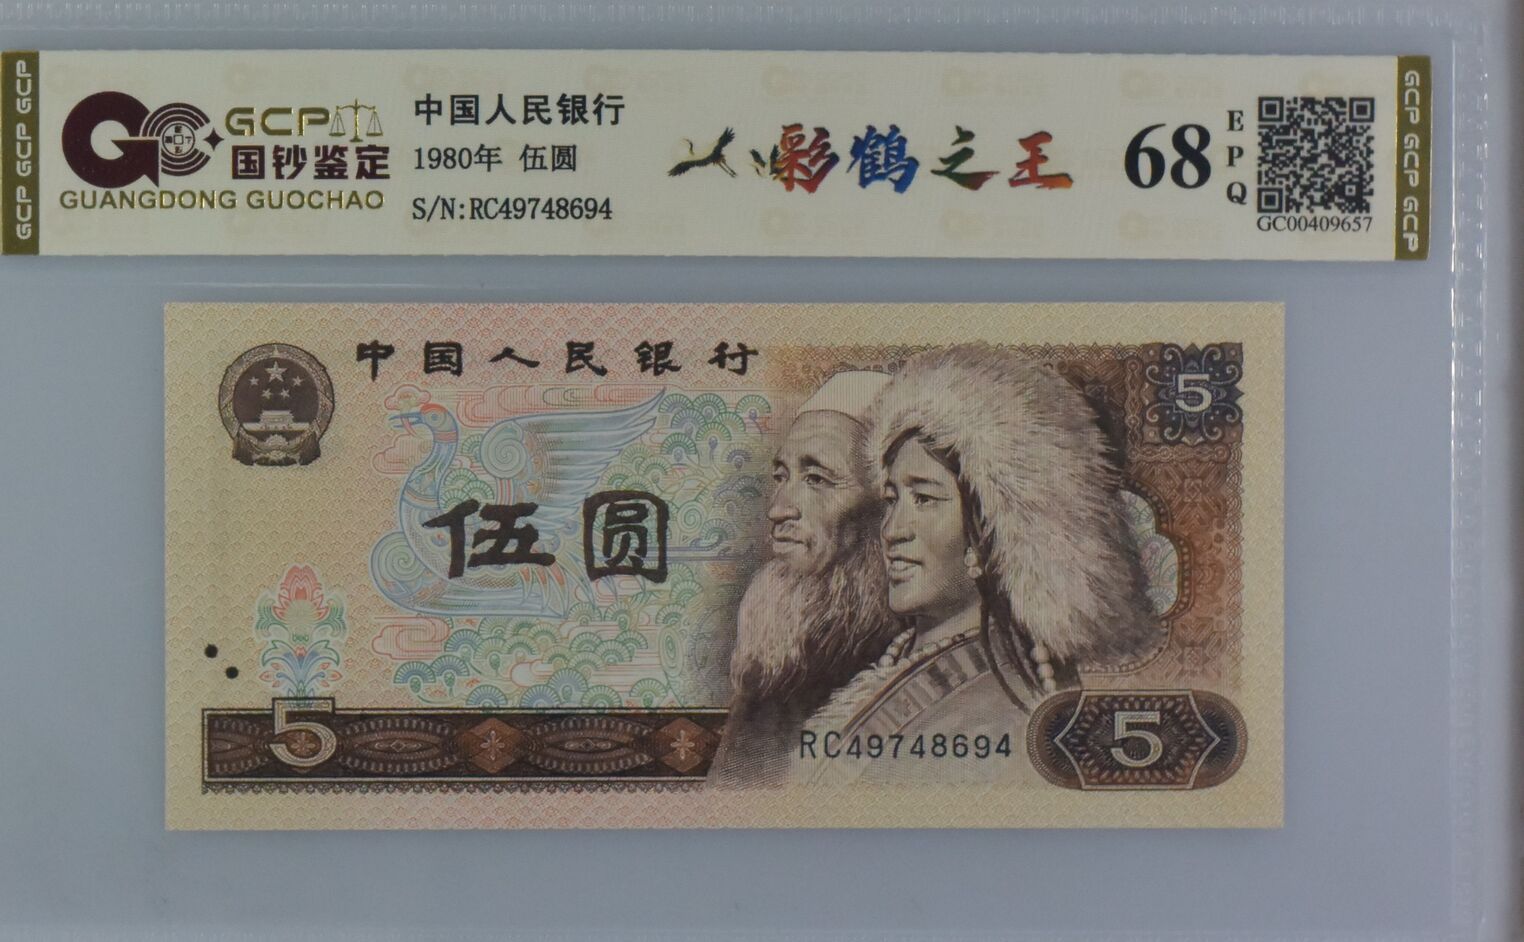 GCP GCP GCP
GCP
国钞鉴定
GUANGDONG GUOCHAO
中国人民银行
1980年 伍圆
S/N:RC49748694
彩鹤之王
68
EPQ
GC00409657
GCP GCP GCP
中国人民银行
5
伍圆
5
RC49748694
5